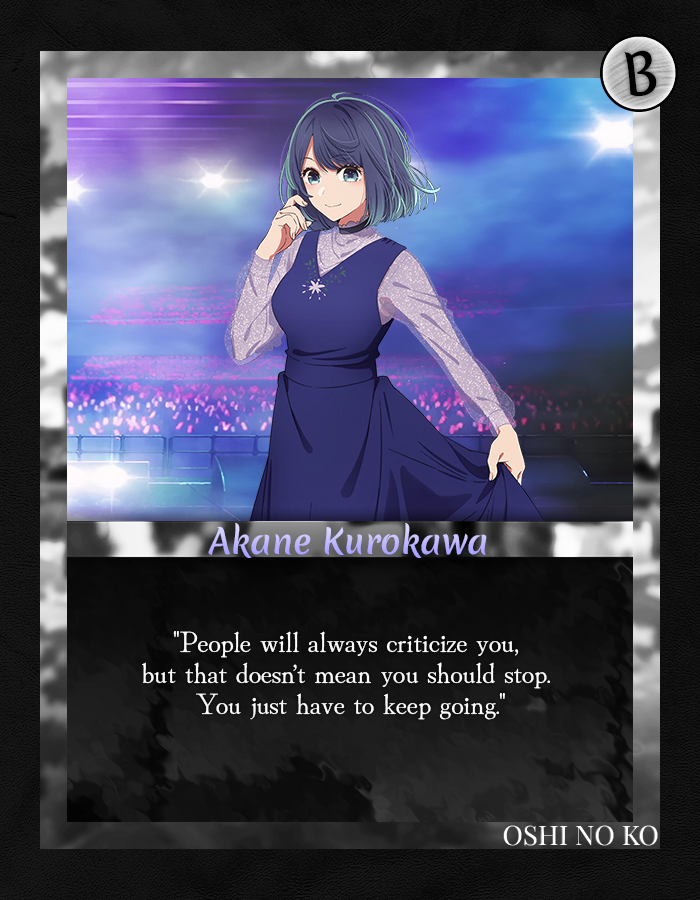 B
Akane Kurokawa
"People will always criticize you,
but that doesn't mean you should stop.
You just have to keep going."
OSHI NO KO